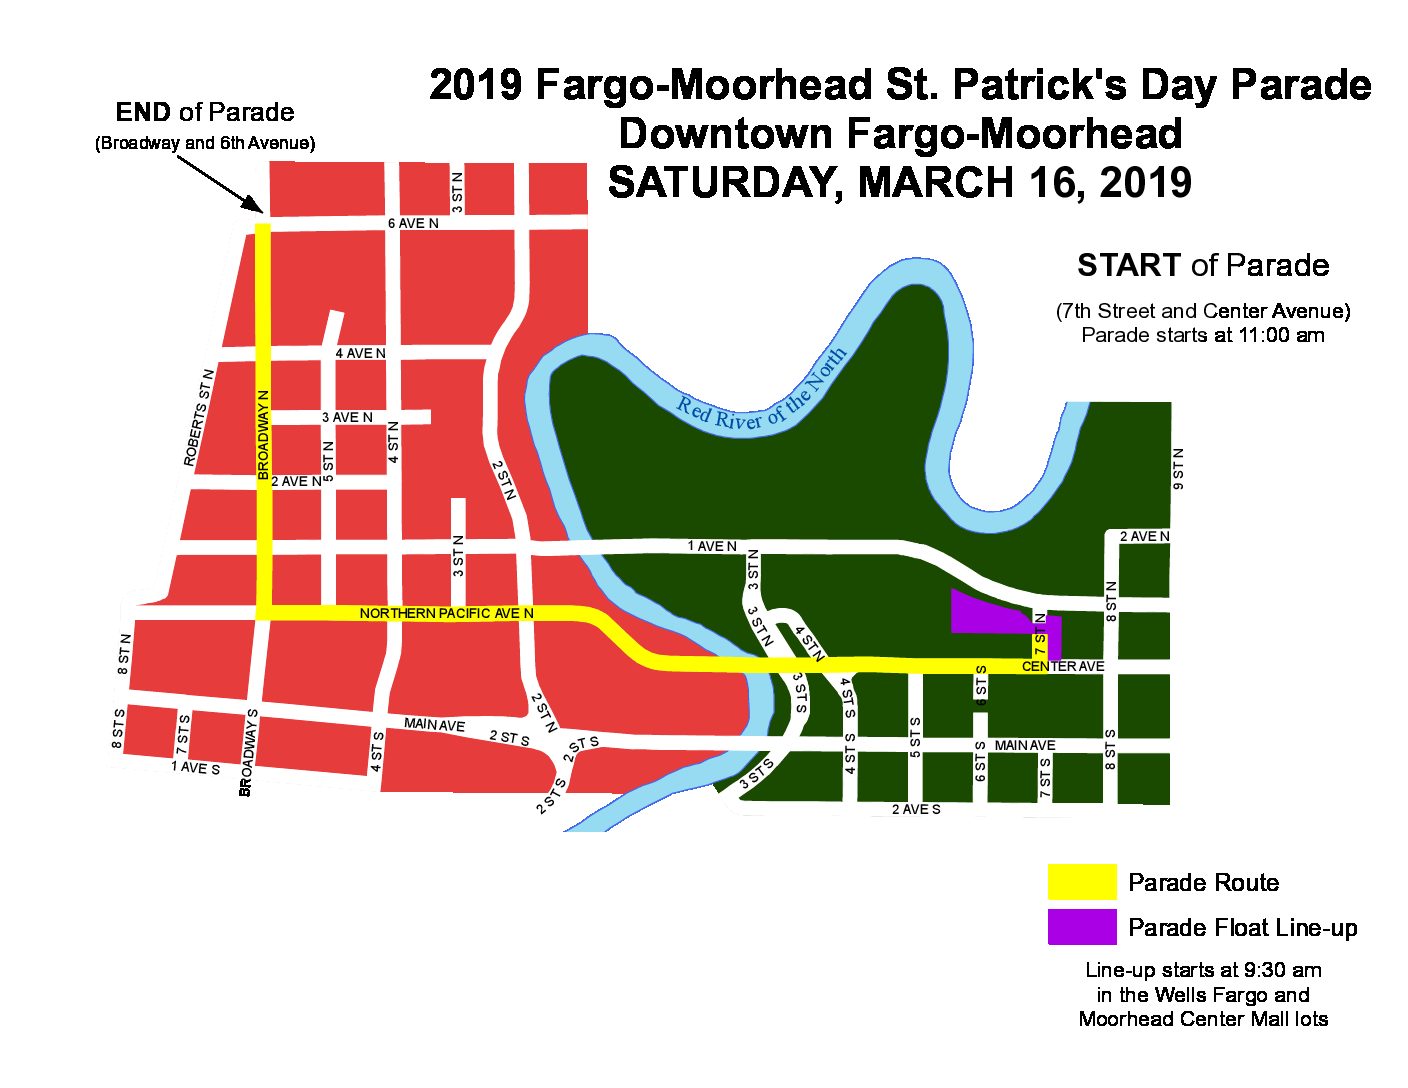 2019 Fargo-Moorhead St. Patrick's Day Parade
Downtown Fargo-Moorhead
SATURDAY, MARCH 16, 2019
END of Parade
(Broadway and 6th Avenue)
START of Parade
(7th Street and Center Avenue)
Parade starts at 11:00 am
3 ST N
6 AVE N
4 AVE N
ROBERTS ST N
BROADWAY N
3 AVE N
5 ST N
4 ST N
2 AVE N
2 ST N
3 ST N
Red River of the North
9 ST N
1 AVE N
2 AVE N
3 ST N
8 ST N
NORTHERN PACIFIC AVE N
3 ST N
4 ST N
7 ST N
8 ST N
CENTER AVE
6 ST S
3 ST S
4 ST S
8 ST S
7 ST S
BROADWAY S
4 ST S
MAIN AVE
2 ST N
2 ST S
2 ST S
2 ST S
1 AVE S
3 ST S
4 ST S
5 ST S
6 ST S
MAIN AVE
7 ST S
8 ST S
2 AVE S
Parade Route
Parade Float Line-up
Line-up starts at 9:30 am
in the Wells Fargo and
Moorhead Center Mall lots